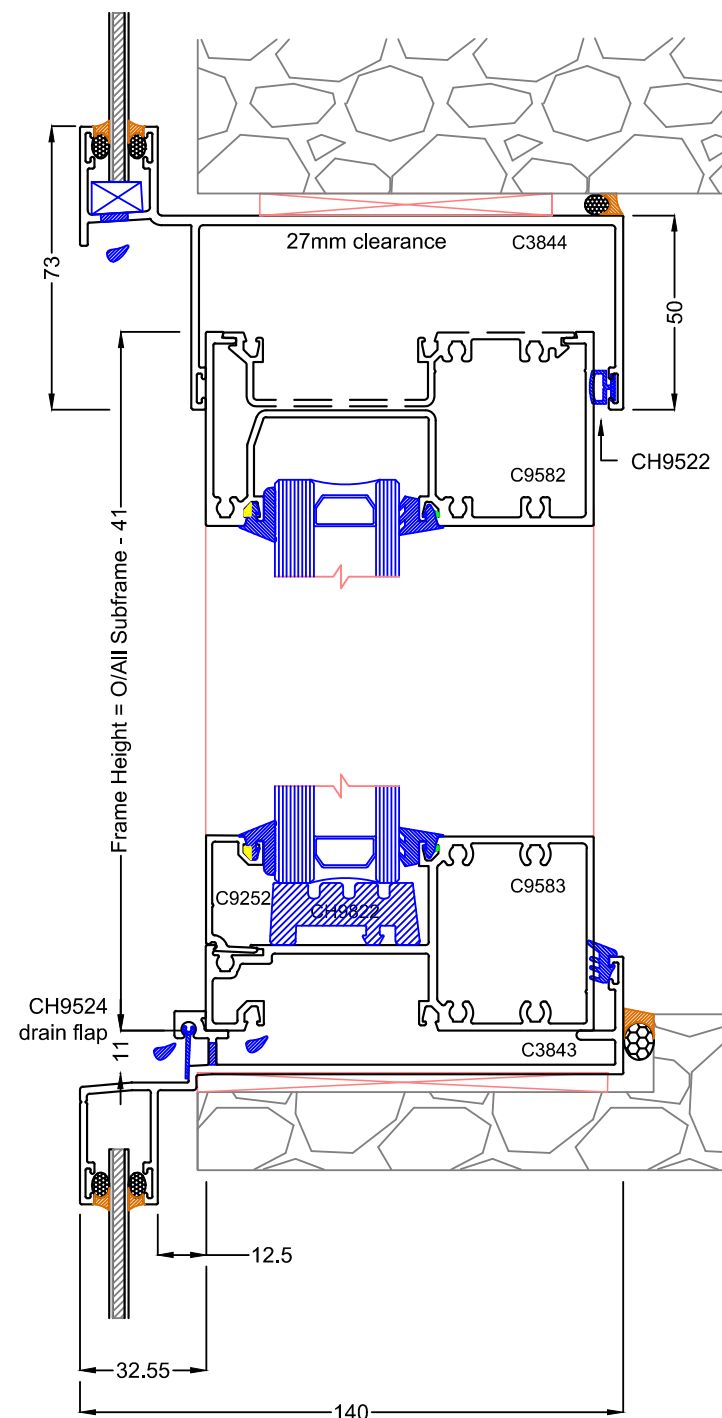 27mm clearance
C3844
73
50
CH9522
C9582
Frame Height = O/All Subframe - 41
C9252
CH9822
C9583
CH9524
drain flap
11
C3843
12.5
32.55
140